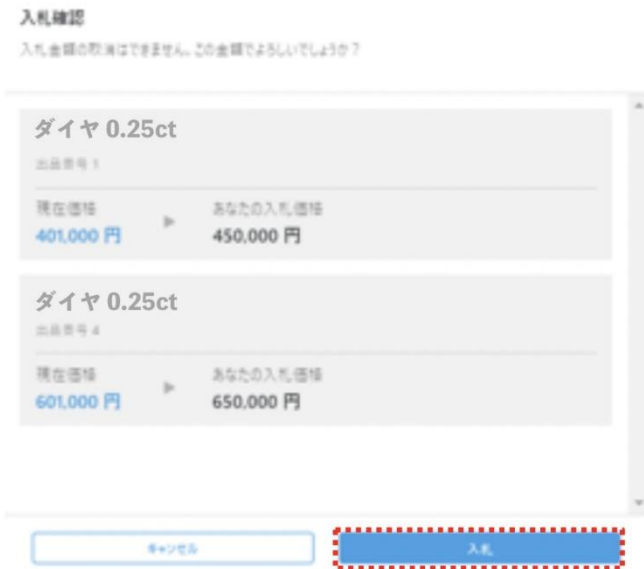 入札確認
入札金額の取消はできません。この金額でよろしいでしょうか？
ダイヤ 0.25ct
出品番号 1
現在価格 ▶ あなたの入札価格
401,000 円 450,000 円
ダイヤ 0.25ct
出品番号 4
現在価格 ▶ あなたの入札価格
601,000 円 650,000 円
キャンセル 入札